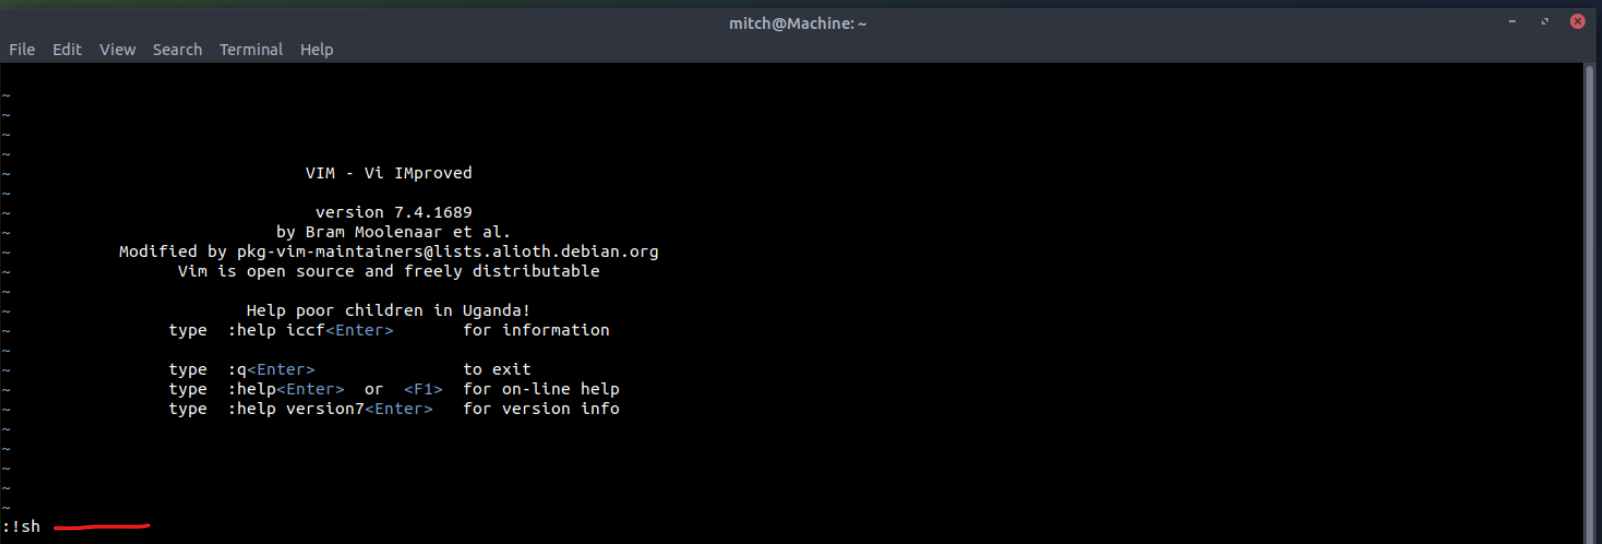 mitch@Machine: ~
File Edit View Search Terminal Help
~
~
~
~
~ VIM - Vi IMproved
~
~ version 7.4.1689
~ by Bram Moolenaar et al.
~ Modified by pkg-vim-maintainers@lists.alioth.debian.org
~ Vim is open source and freely distributable
~
~ Help poor children in Uganda!
~ type :help iccf<Enter> for information
~
~ type :q<Enter> to exit
~ type :help<Enter> or <F1> for on-line help
~ type :help version7<Enter> for version info
~
~
~
~
~
:!sh